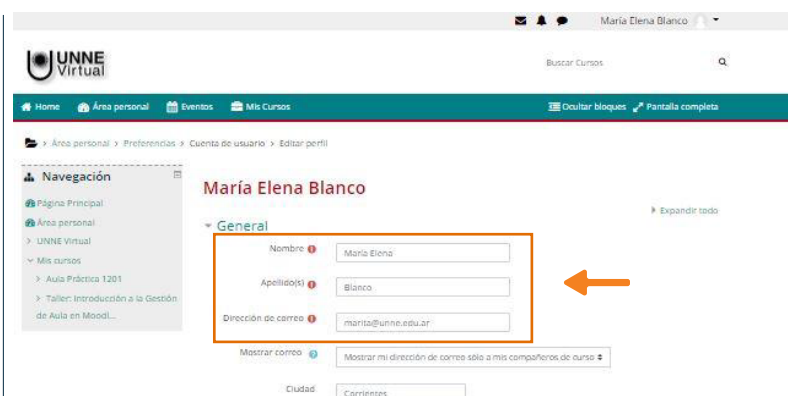 María Elena Blanco
UNNE
Virtual
Buscar Cursos
Home Área personal Eventos Mis Cursos Ocultar bloques Pantalla completa
> Área personal > Preferencias > Cuenta de usuario > Editar perfil
Navegación
Página Principal
Área personal
> UNNE Virtual
Mis cursos
> Aula Práctica 1201
> Taller: Introducción a la Gestión
de Aula en Moodl...
María Elena Blanco
Expandir todo
General
Nombre María Elena
Apellido(s) Blanco
Dirección de correo marita@unne.edu.ar
Mostrar correo Mostrar mi dirección de correo sólo a mis compañeros de curso
Ciudad Corrientes